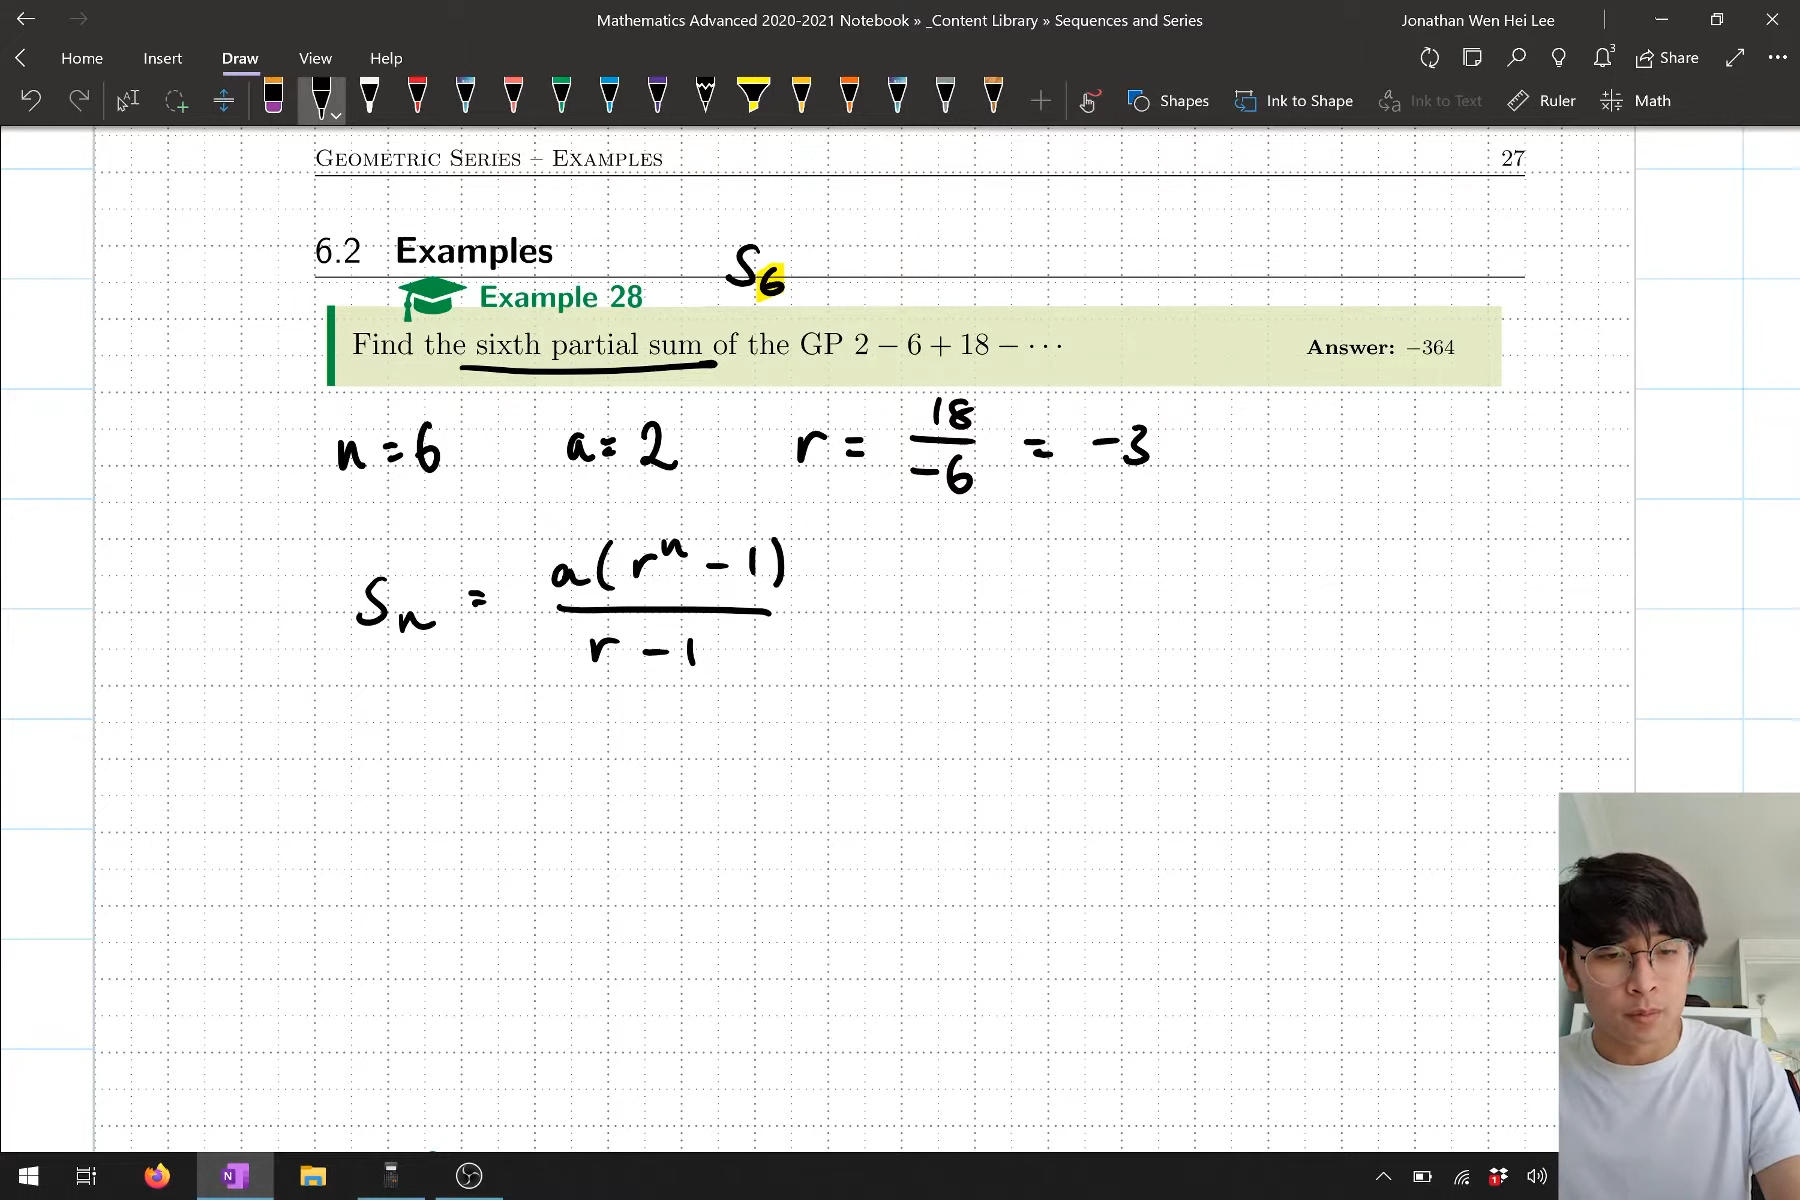 Mathematics Advanced 2020-2021 Notebook » _Content Library » Sequences and Series
Jonathan Wen Hei Lee
Home Insert Draw View Help
3 Share
Shapes Ink to Shape Ink to Text Ruler Math
GEOMETRIC SERIES – EXAMPLES 27
6.2 Examples
S₆
Example 28
Find the sixth partial sum of the GP 2 − 6 + 18 − ⋯ Answer: −364
n = 6 a = 2 r = 18/-6 = -3
Sₙ = a(rⁿ - 1)
r - 1
N
1